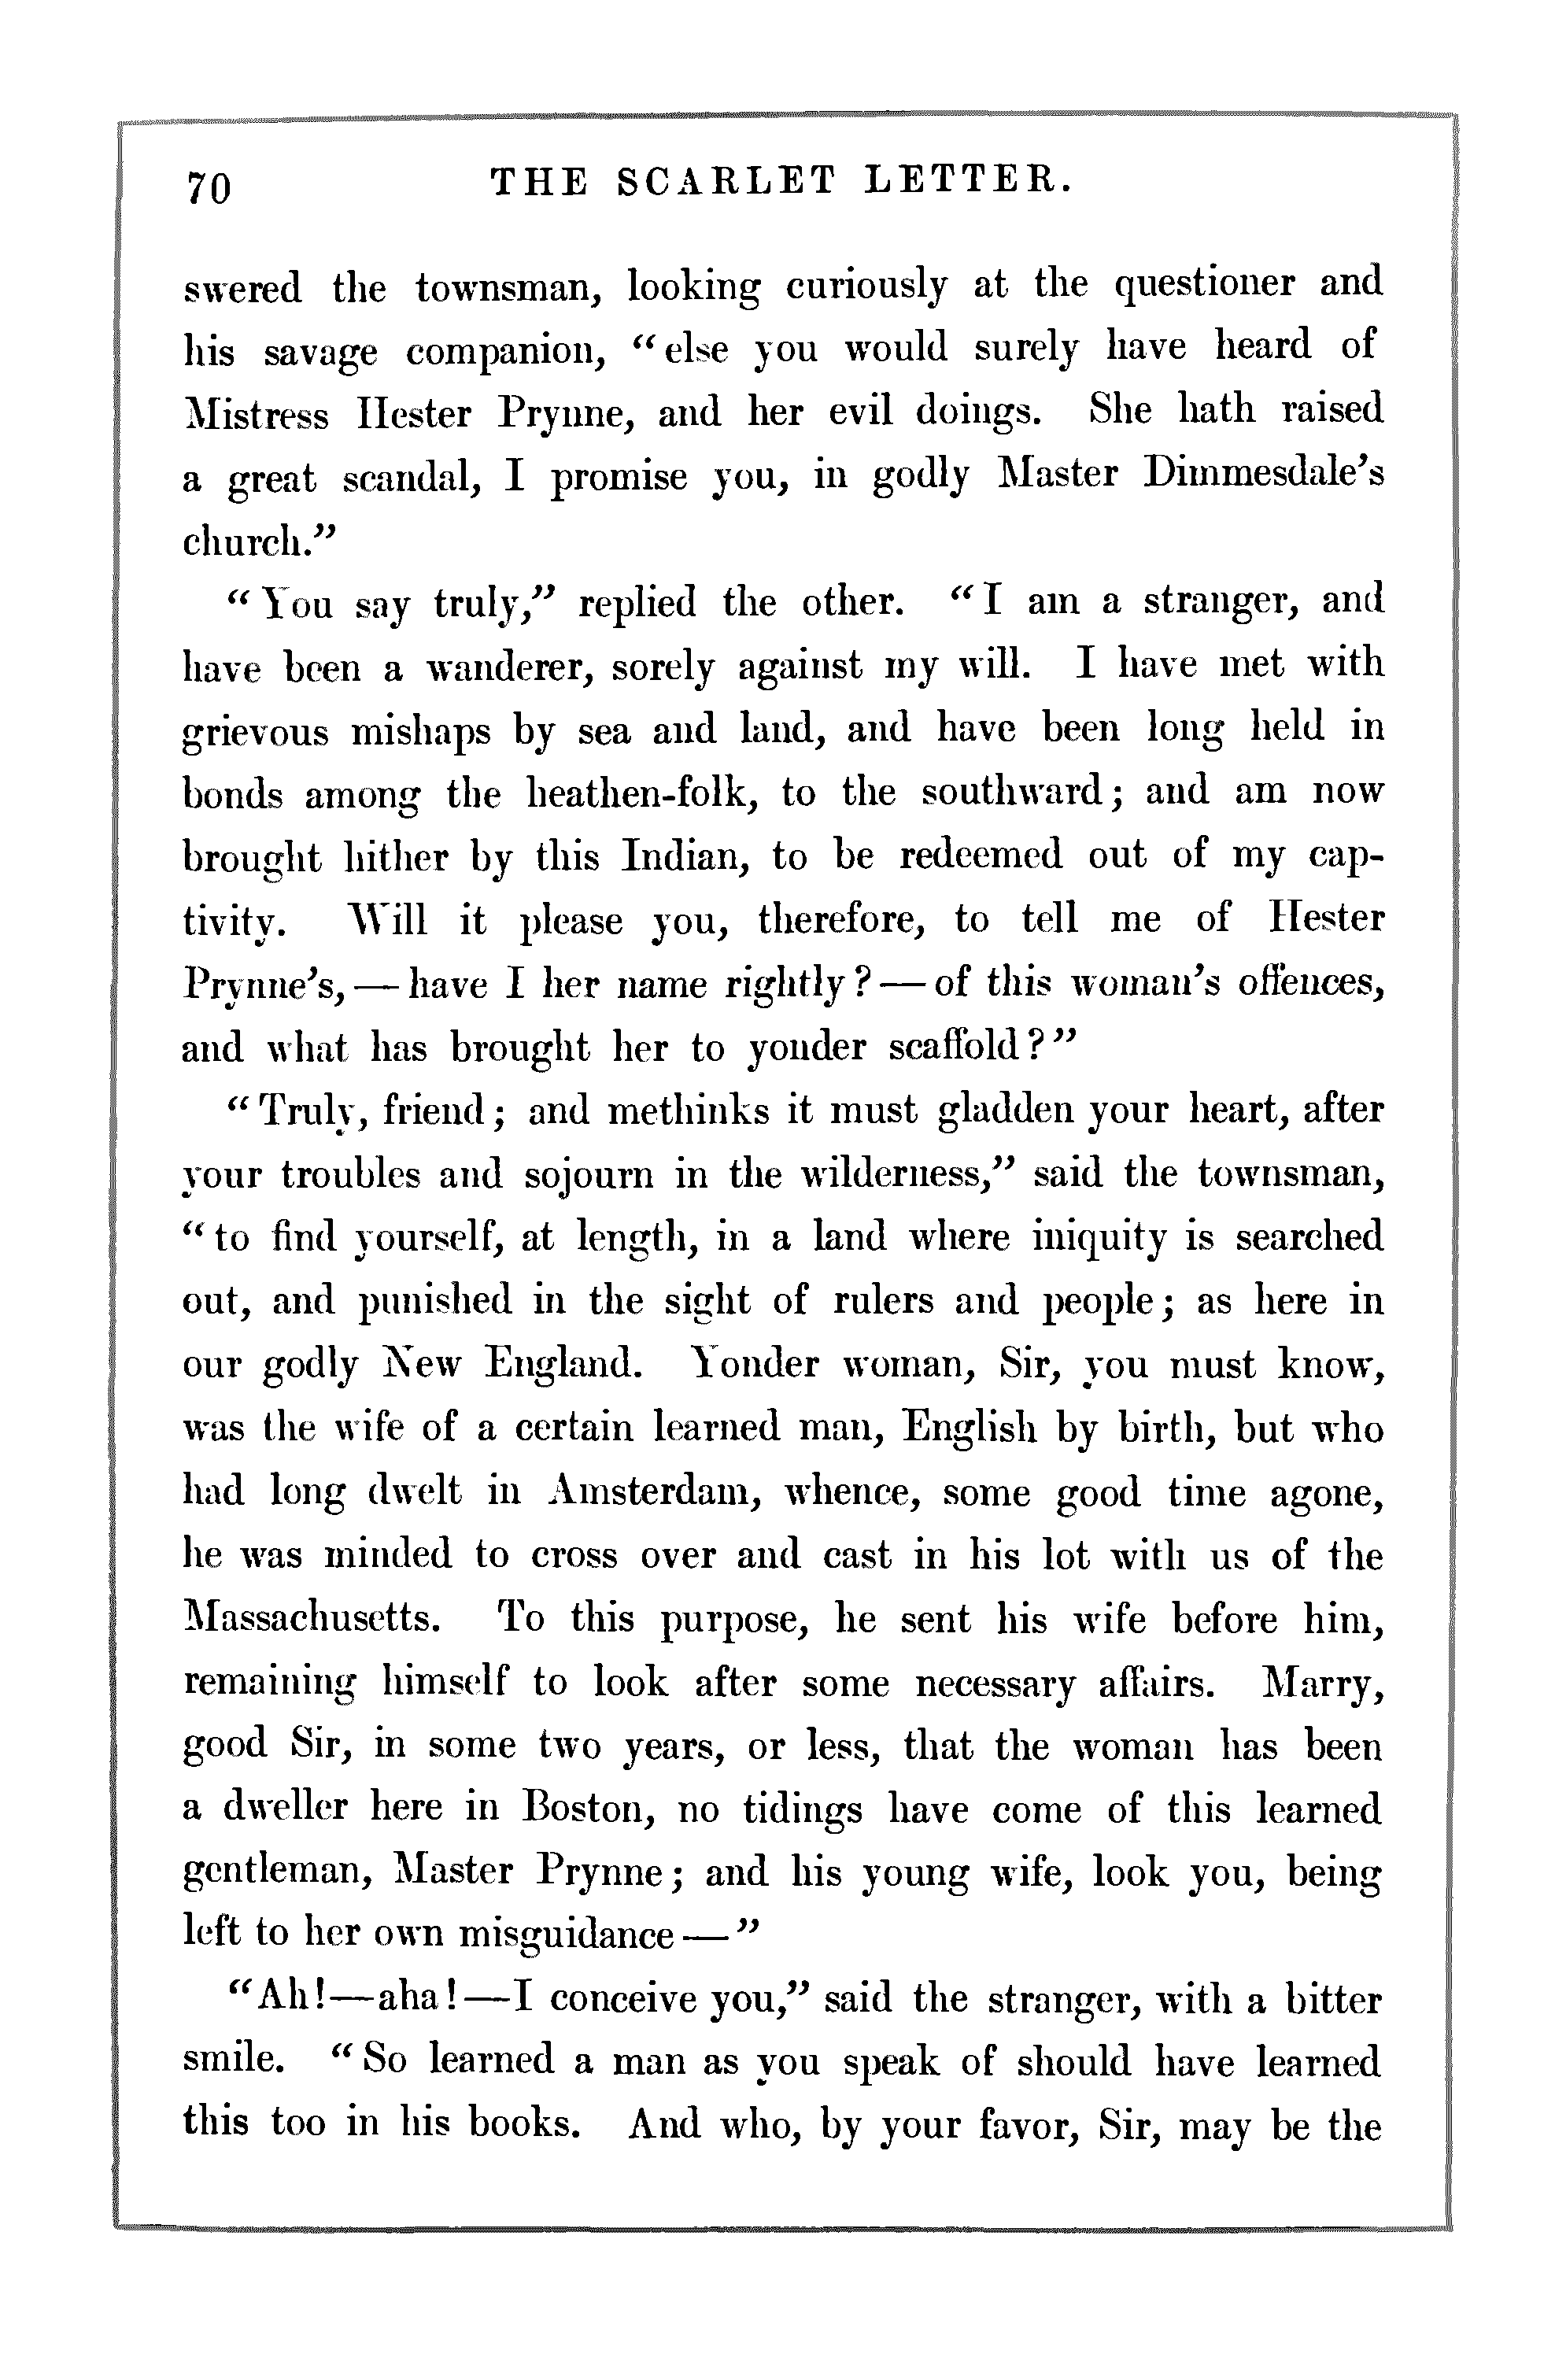 70 THE SCARLET LETTER.
swered the townsman, looking curiously at the questioner and
his savage companion, “else you would surely have heard of
Mistress Hester Prynne, and her evil doings. She hath raised
a great scandal, I promise you, in godly Master Dimmesdale’s
church.”
“You say truly,” replied the other. “I am a stranger, and
have been a wanderer, sorely against my will. I have met with
grievous mishaps by sea and land, and have been long held in
bonds among the heathen-folk, to the southward; and am now
brought hither by this Indian, to be redeemed out of my cap-
tivity. Will it please you, therefore, to tell me of Hester
Prynne’s,—have I her name rightly?—of this woman’s offences,
and what has brought her to yonder scaffold?”
“Truly, friend; and methinks it must gladden your heart, after
your troubles and sojourn in the wilderness,” said the townsman,
“to find yourself, at length, in a land where iniquity is searched
out, and punished in the sight of rulers and people; as here in
our godly New England. Yonder woman, Sir, you must know,
was the wife of a certain learned man, English by birth, but who
had long dwelt in Amsterdam, whence, some good time agone,
he was minded to cross over and cast in his lot with us of the
Massachusetts. To this purpose, he sent his wife before him,
remaining himself to look after some necessary affairs. Marry,
good Sir, in some two years, or less, that the woman has been
a dweller here in Boston, no tidings have come of this learned
gentleman, Master Prynne; and his young wife, look you, being
left to her own misguidance—”
“Ah!—aha!—I conceive you,” said the stranger, with a bitter
smile. “So learned a man as you speak of should have learned
this too in his books. And who, by your favor, Sir, may be the